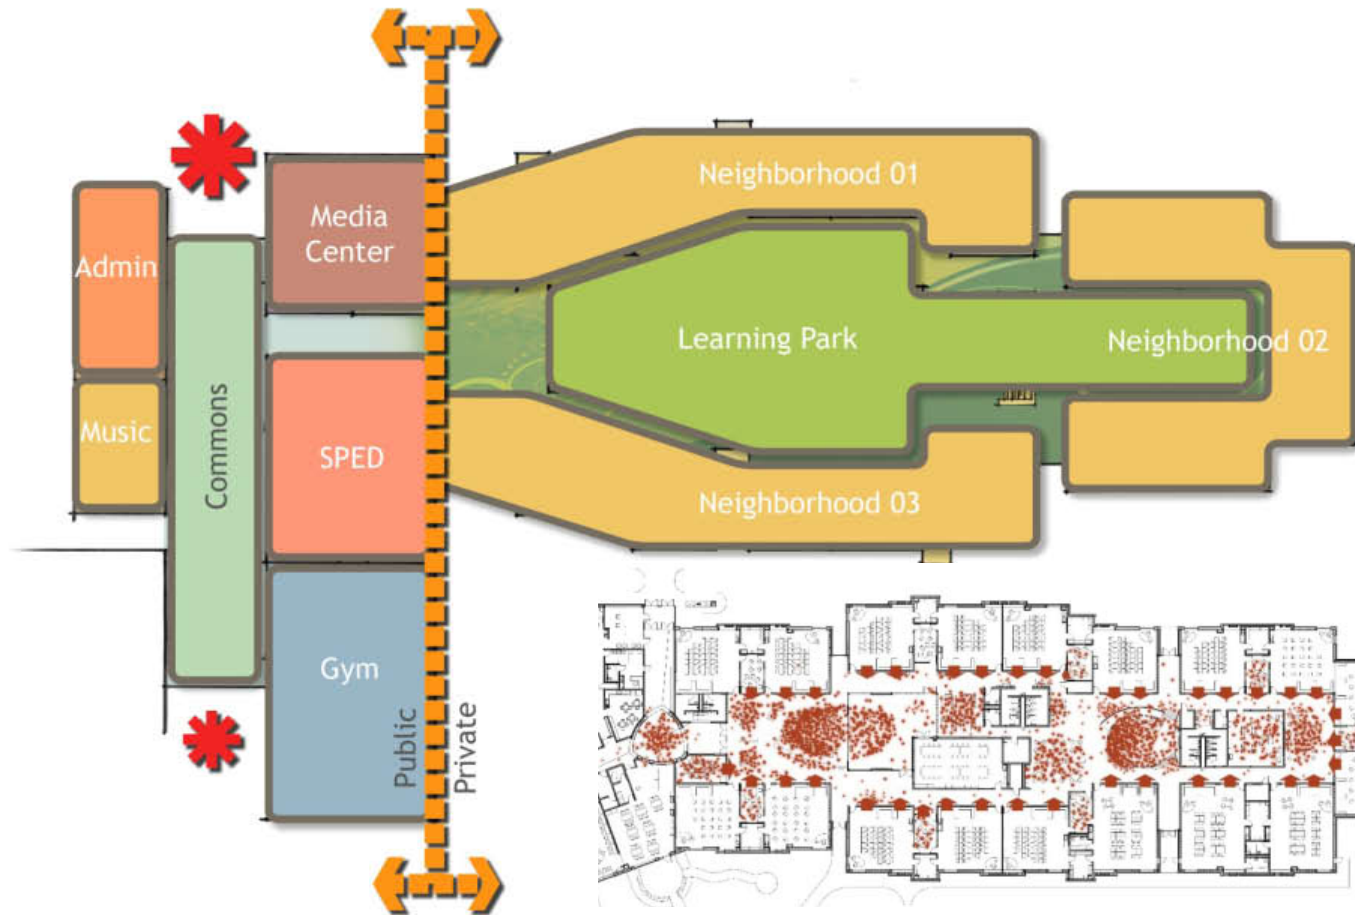 Neighborhood 01
Media
Center
Admin
Learning Park
Neighborhood 02
Music
Commons
SPED
Neighborhood 03
Gym
Public
Private